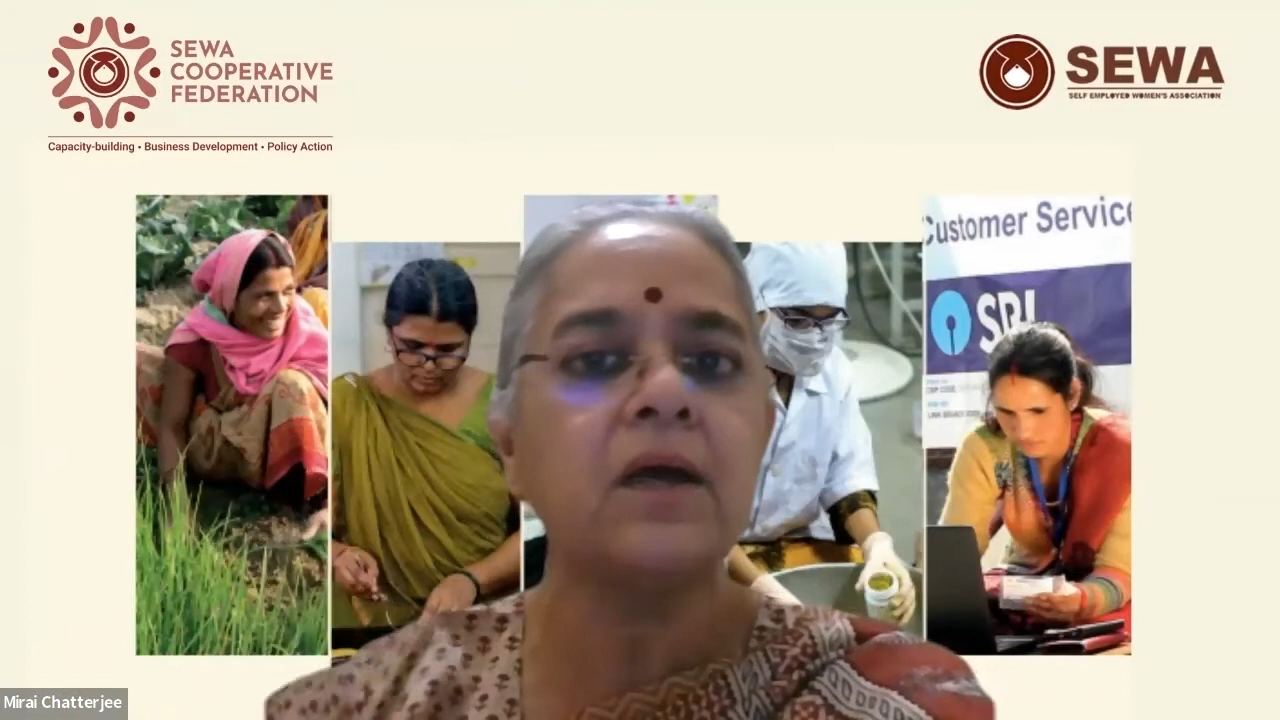 SEWA
COOPERATIVE
FEDERATION
Capacity-building • Business Development • Policy Action
SEWA
SELF EMPLOYED WOMEN'S ASSOCIATION
Customer Service
SBI
Mirai Chatterjee